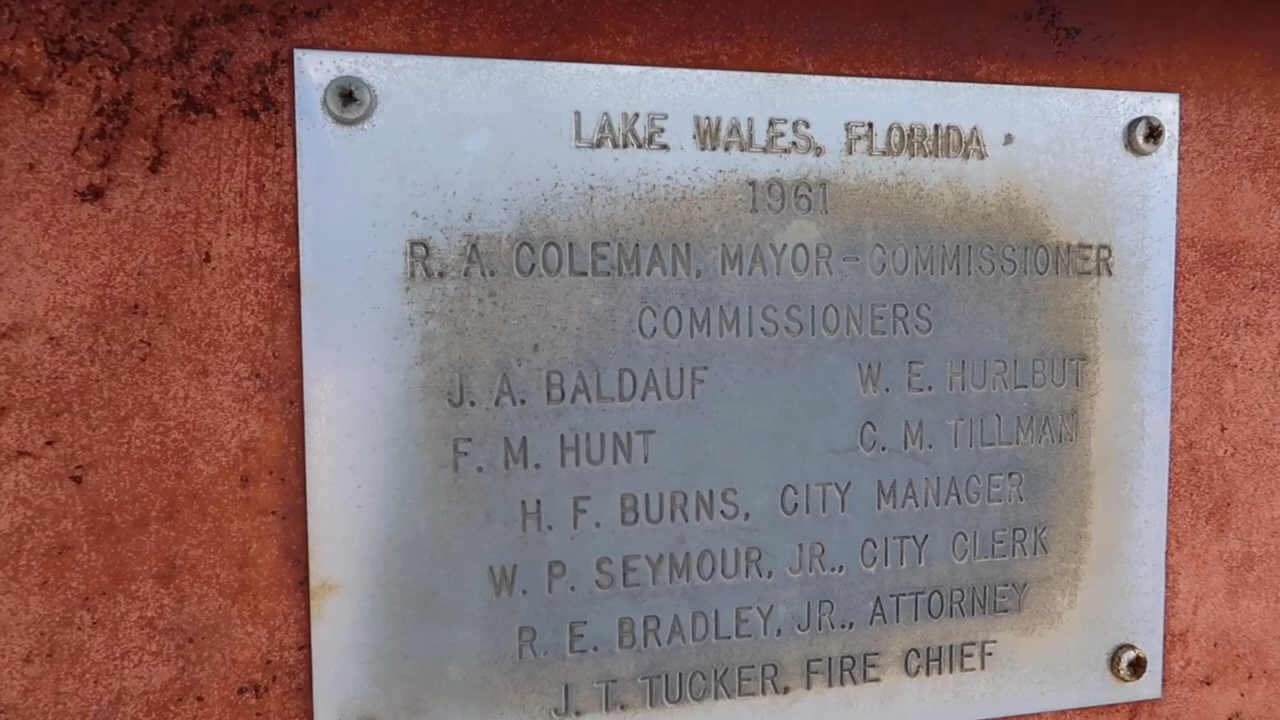 LAKE WALES, FLORIDA
1961
R. A. COLEMAN, MAYOR-COMMISSIONER
COMMISSIONERS
J. A. BALDAUF W. E. HURLBUT
F. M. HUNT C. M. TILLMAN
H. F. BURNS, CITY MANAGER
W. P. SEYMOUR, JR., CITY CLERK
R. E. BRADLEY, JR., ATTORNEY
J. T. TUCKER, FIRE CHIEF